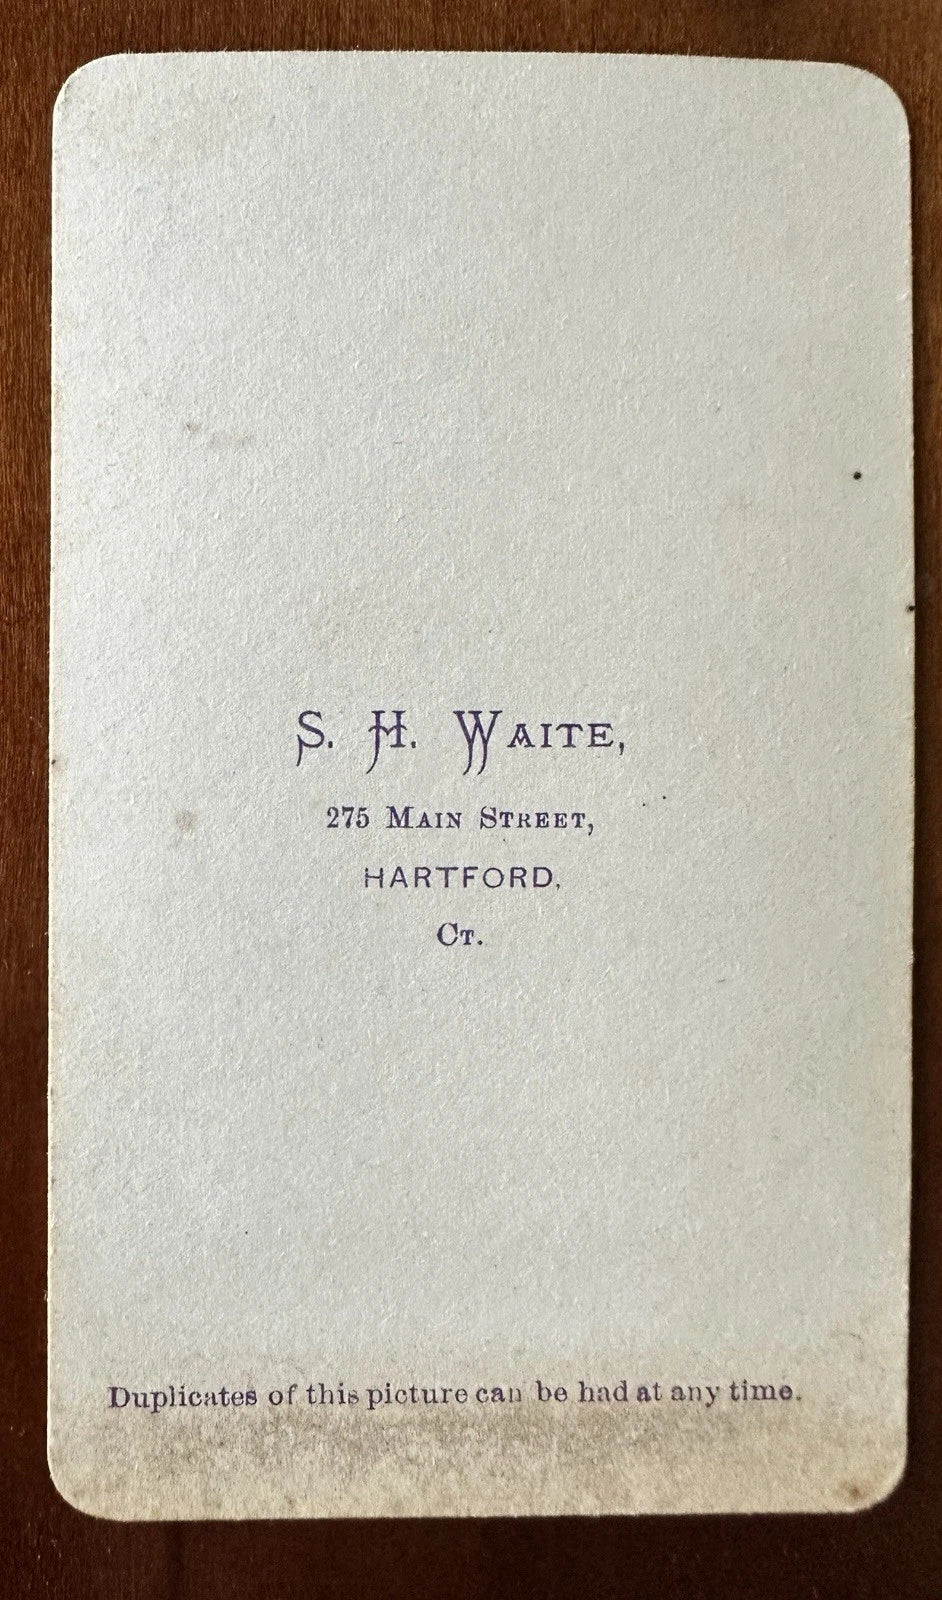 S. H. WAITE,
275 MAIN STREET,
HARTFORD,
CT.
Duplicates of this picture can be had at any time.